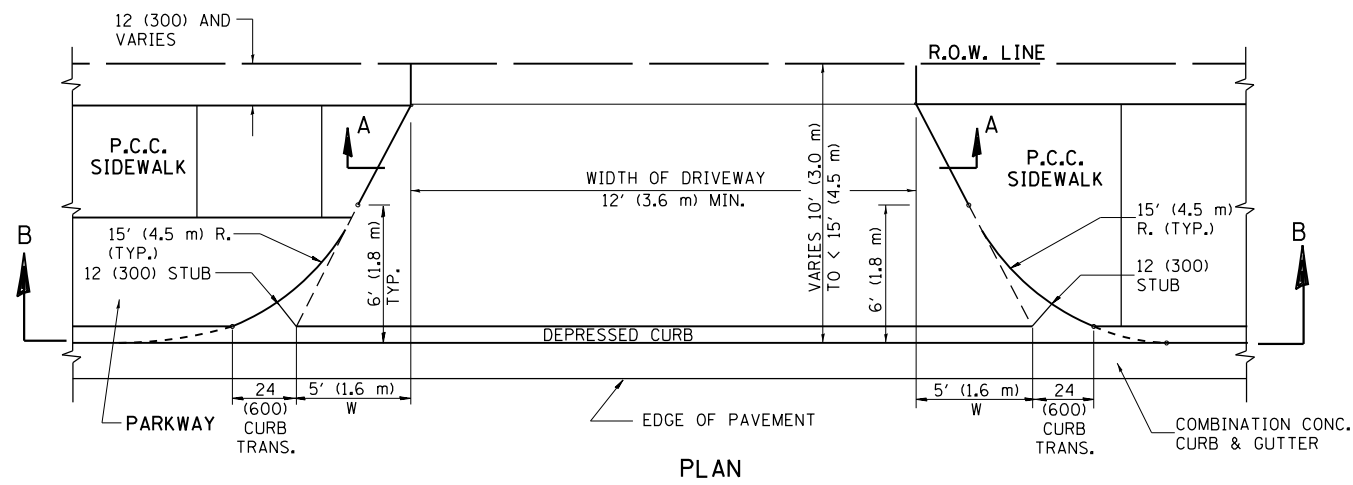 12 (300) AND
VARIES
R.O.W. LINE
A
A
P.C.C.
SIDEWALK
P.C.C.
SIDEWALK
WIDTH OF DRIVEWAY
12' (3.6 m) MIN.
VARIES 10' (3.0 m)
TO < 15' (4.5 m)
15' (4.5 m) R.
(TYP.)
12 (300) STUB
6' (1.8 m)
TYP.
6' (1.8 m)
15' (4.5 m)
R. (TYP.)
12 (300)
STUB
B
B
DEPRESSED CURB
24
(600)
CURB
TRANS.
5' (1.6 m)
W
5' (1.6 m)
W
24
(600)
CURB
TRANS.
PARKWAY
EDGE OF PAVEMENT
COMBINATION CONC.
CURB & GUTTER
PLAN